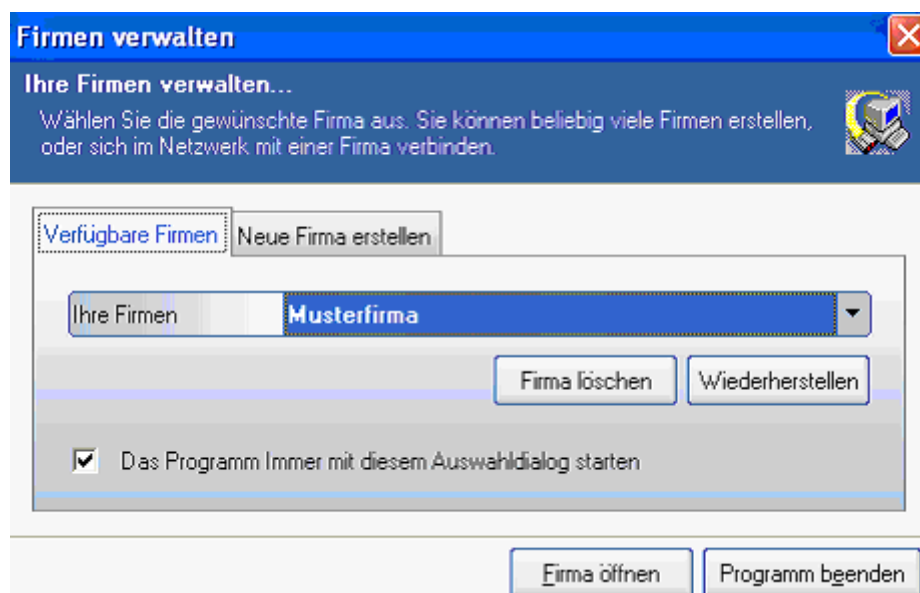 Firmen verwalten
Ihre Firmen verwalten...
Wählen Sie die gewünschte Firma aus. Sie können beliebig viele Firmen erstellen,
oder sich im Netzwerk mit einer Firma verbinden.
Verfügbare Firmen Neue Firma erstellen
Ihre Firmen Musterfirma
Firma löschen Wiederherstellen
Das Programm Immer mit diesem Auswahldialog starten
Firma öffnen Programm beenden